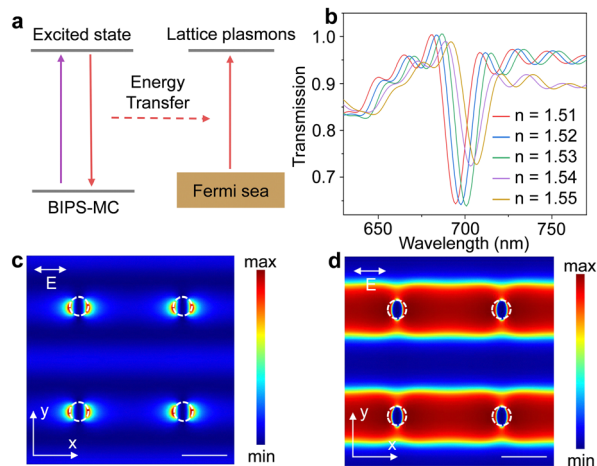 a
Excited state
Lattice plasmons
Energy
Transfer
Fermi sea
BIPS-MC
b
1.0
0.9
0.8
0.7
Transmission
n = 1.51
n = 1.52
n = 1.53
n = 1.54
n = 1.55
650
700
750
Wavelength (nm)
c
E
y
x
max
min
d
E
y
x
max
min